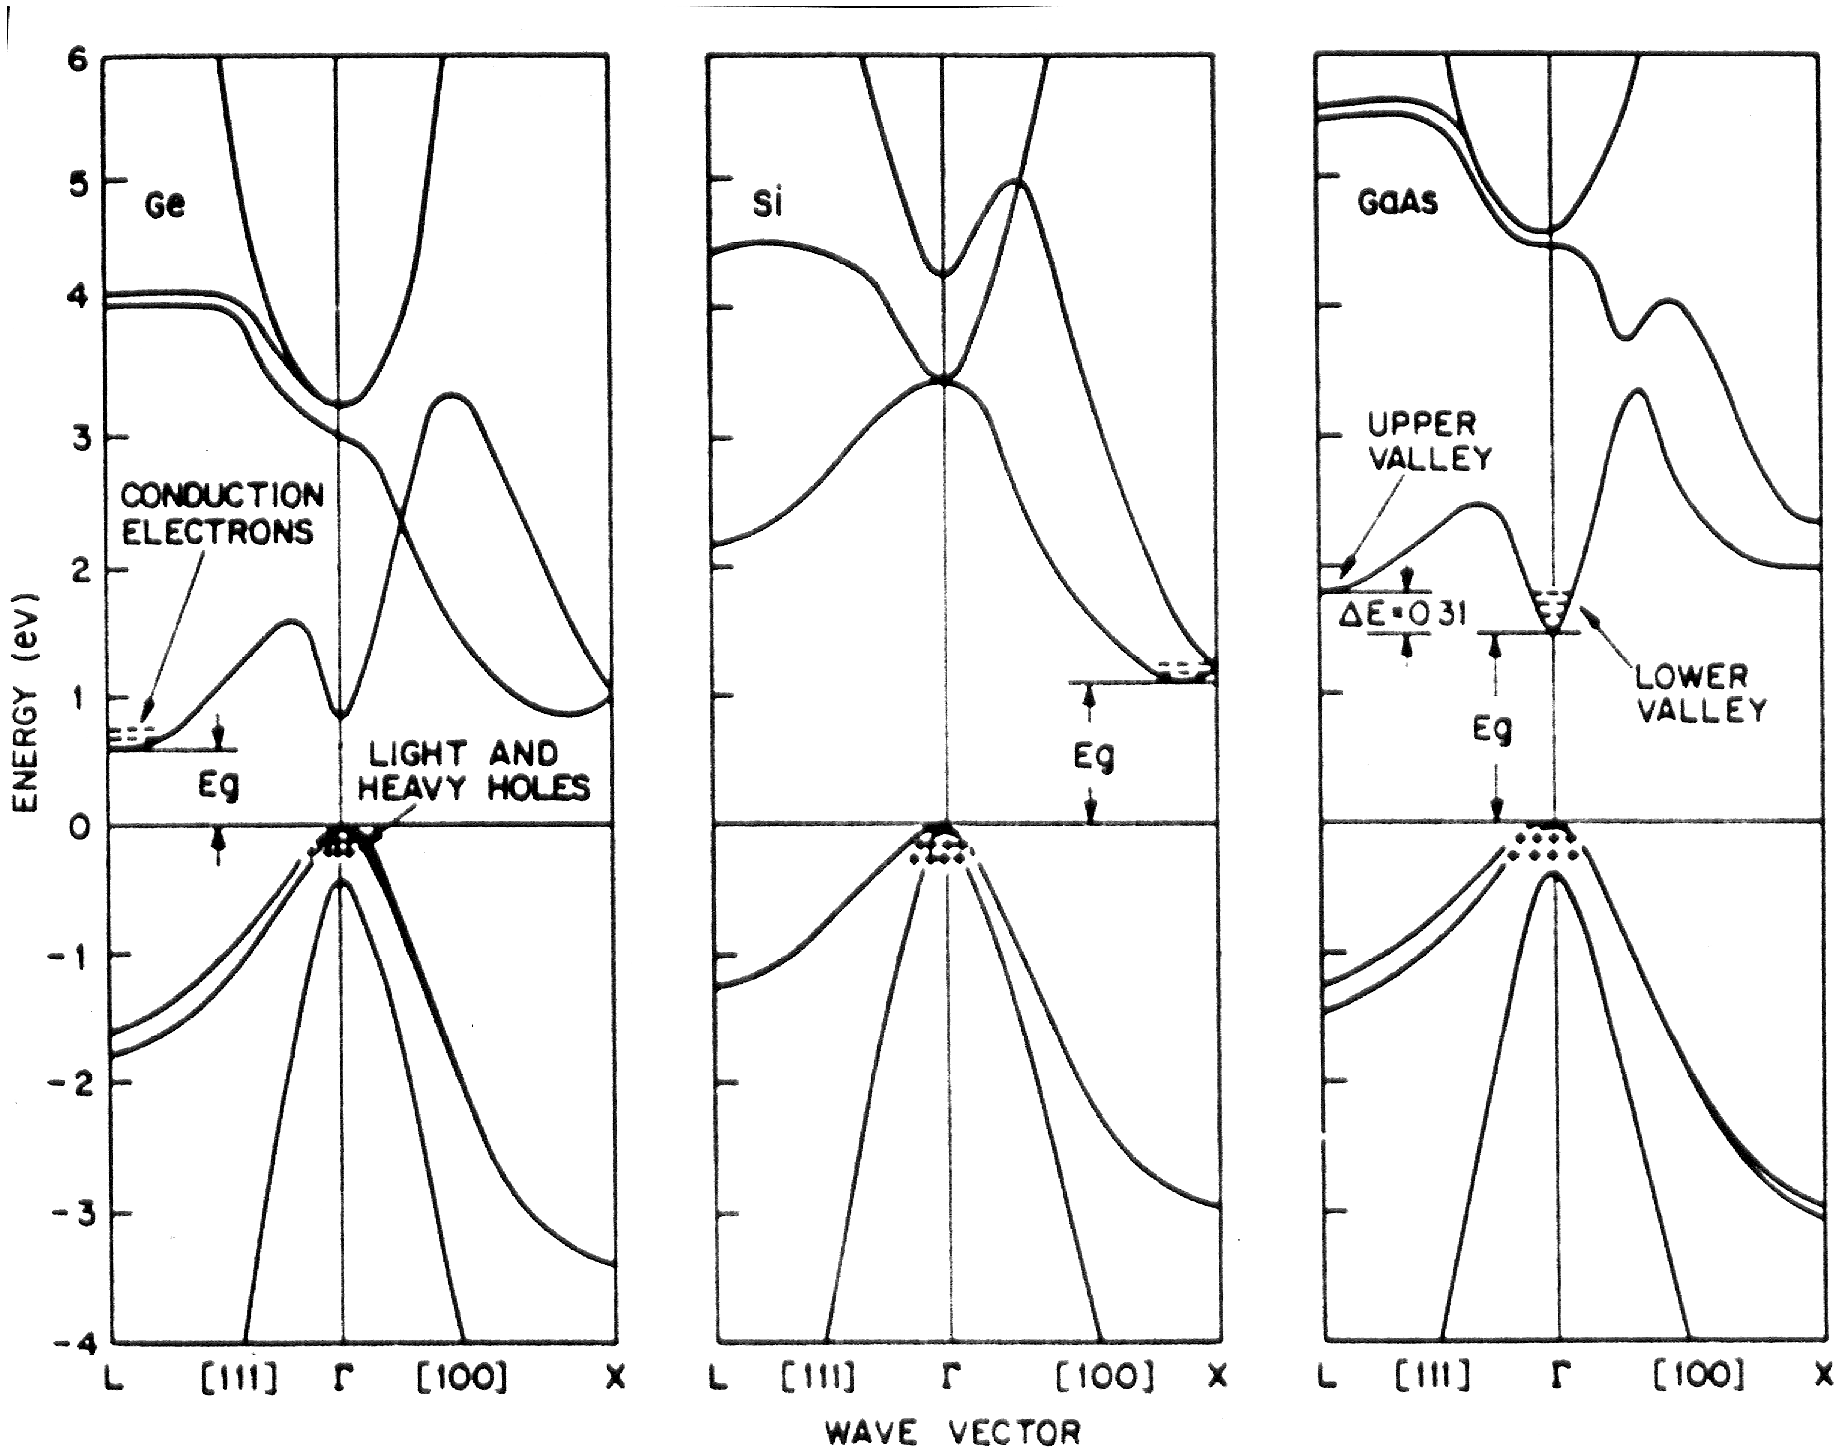 ENERGY (eV)
6
5
4
3
2
1
0
-1
-2
-3
-4
Ge
CONDUCTION
ELECTRONS
Eg
LIGHT AND
HEAVY HOLES
L [111] Γ [100] X
Si
Eg
L [111] Γ [100] X
GaAs
UPPER
VALLEY
ΔE=0 31
LOWER
VALLEY
Eg
L [111] Γ [100] X
WAVE VECTOR